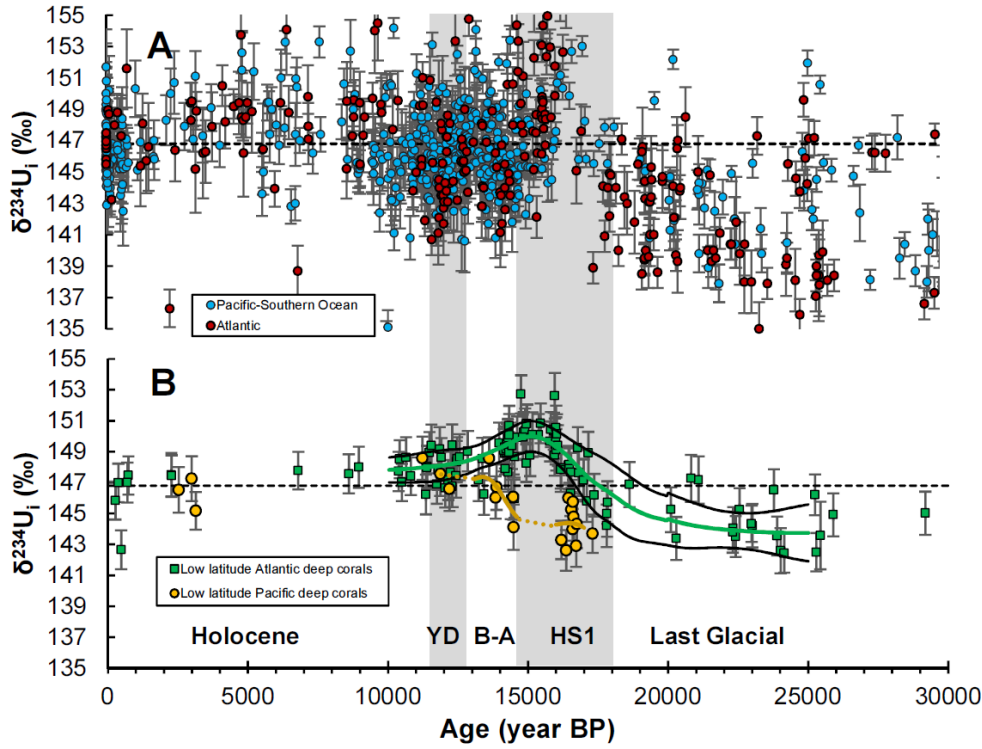 155
153
151
149
147
145
143
141
139
137
135
δ²³⁴Uᵢ (‰)
A
Pacific-Southern Ocean
Atlantic
155
153
151
149
147
145
143
141
139
137
135
δ²³⁴Uᵢ (‰)
B
Low latitude Atlantic deep corals
Low latitude Pacific deep corals
Holocene YD B-A HS1 Last Glacial
0 5000 10000 15000 20000 25000 30000
Age (year BP)